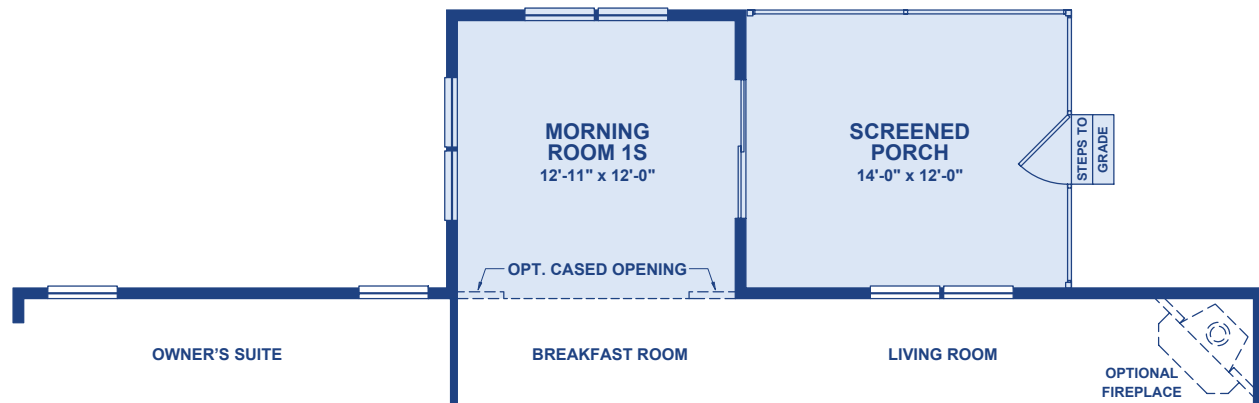 MORNING
ROOM 1S
12'-11" x 12'-0"
SCREENED
PORCH
14'-0" x 12'-0"
STEPS TO
GRADE
OPT. CASED OPENING
OWNER'S SUITE
BREAKFAST ROOM
LIVING ROOM
OPTIONAL
FIREPLACE